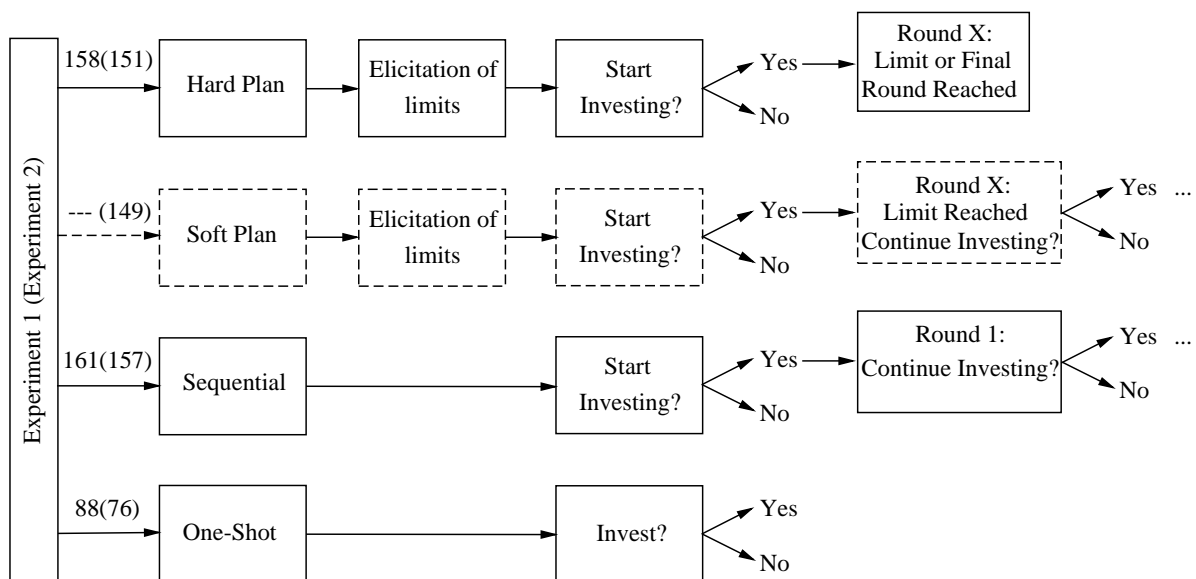 Experiment 1 (Experiment 2)
158(151)
Hard Plan
Elicitation of
limits
Start
Investing?
Yes
No
Round X:
Limit or Final
Round Reached
--- (149)
Soft Plan
Elicitation of
limits
Start
Investing?
Yes
No
Round X:
Limit Reached
Continue Investing?
Yes ...
No
161(157)
Sequential
Start
Investing?
Yes
No
Round 1:
Continue Investing?
Yes ...
No
88(76)
One-Shot
Invest?
Yes
No